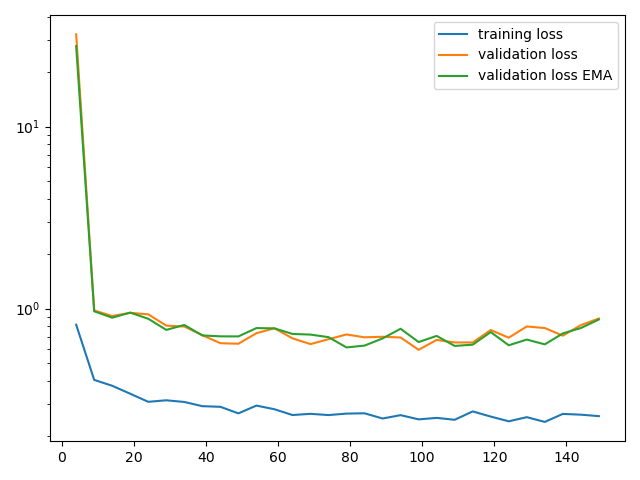 training loss
validation loss
validation loss EMA
10¹
10⁰
0 20 40 60 80 100 120 140